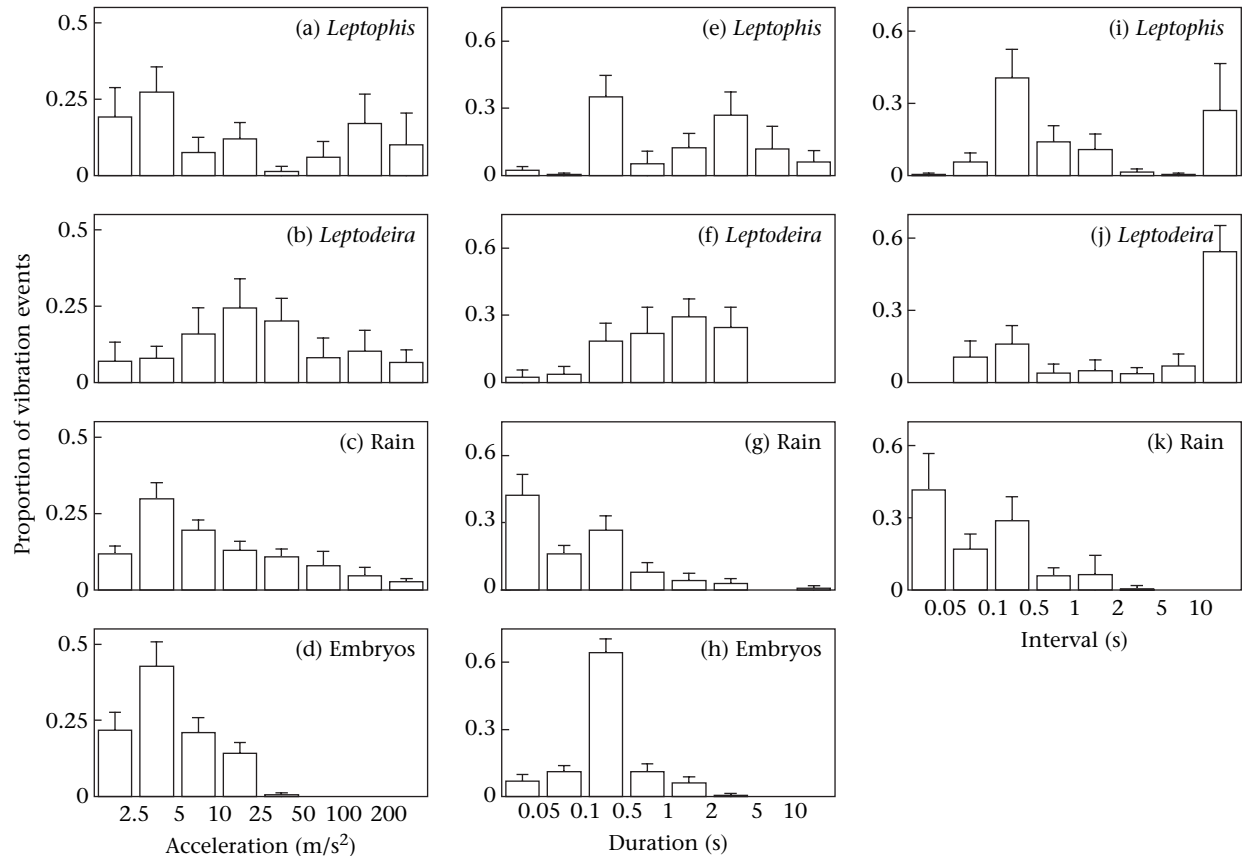 (a) Leptophis
(e) Leptophis
(i) Leptophis
0.5
0.25
0
0.6
0.3
0
0.6
0.3
0
(b) Leptodeira
(f) Leptodeira
(j) Leptodeira
0.5
0.25
0
0.6
0.3
0
0.6
0.3
0
Proportion of vibration events
(c) Rain
(g) Rain
(k) Rain
0.5
0.25
0
0.6
0.3
0
0.6
0.3
0
0.05 0.1 0.5 1 2 5 10
Interval (s)
(d) Embryos
(h) Embryos
0.5
0.25
0
0.6
0.3
0
2.5 5 10 25 50 100 200
Acceleration (m/s²)
0.05 0.1 0.5 1 2 5 10
Duration (s)